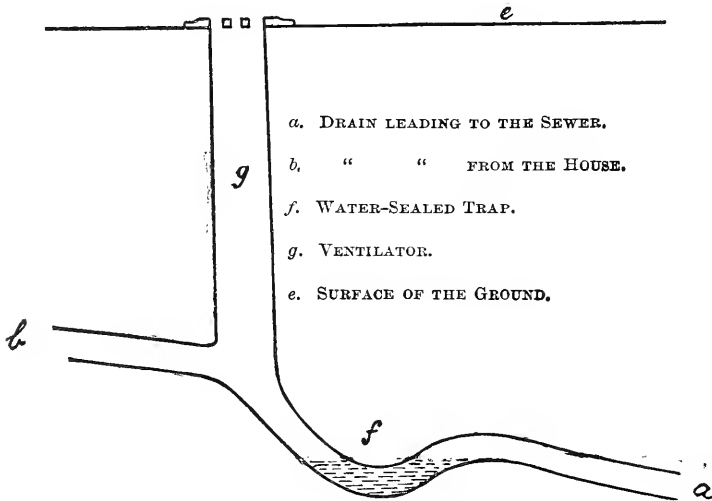 e
a. DRAIN LEADING TO THE SEWER.
g
b. “ “ FROM THE HOUSE.
f. WATER-SEALED TRAP.
g. VENTILATOR.
e. SURFACE OF THE GROUND.
b
f
a